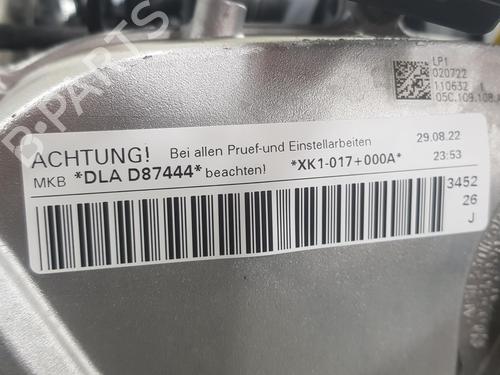 LP1
020722
110632 1
05C.109.108.
ACHTUNG! Bei allen Pruef-und Einstellarbeiten 29.08.22
MKB *DLA D87444* beachten! *XK1-017+000A* 23:53
3452
26
J
B-PARTS